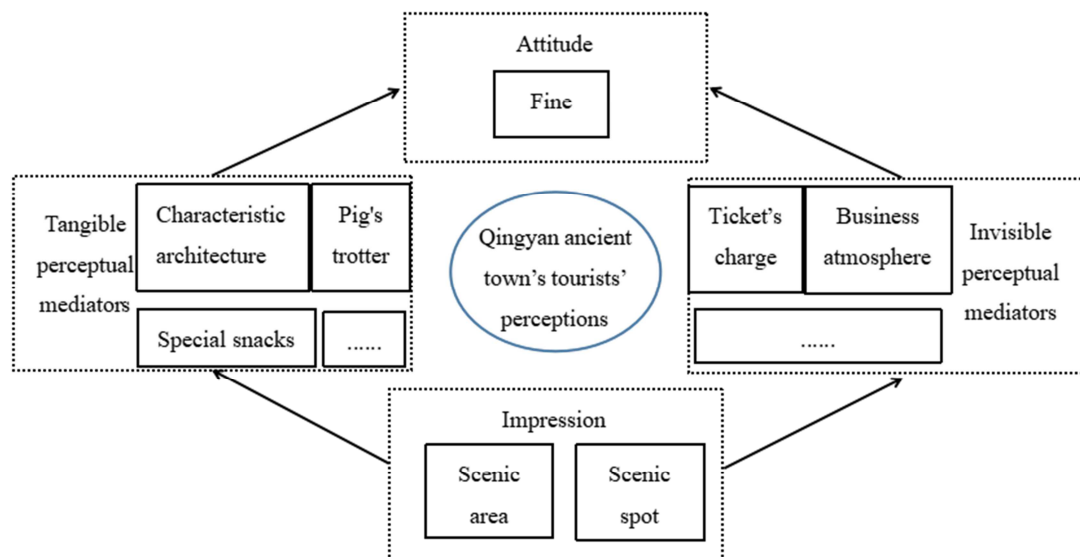 Attitude
Fine
Tangible
perceptual
mediators
Characteristic
architecture
Pig's
trotter
Special snacks
......
Qingyan ancient
town's tourists'
perceptions
Ticket's
charge
Business
atmosphere
......
Invisible
perceptual
mediators
Impression
Scenic
area
Scenic
spot